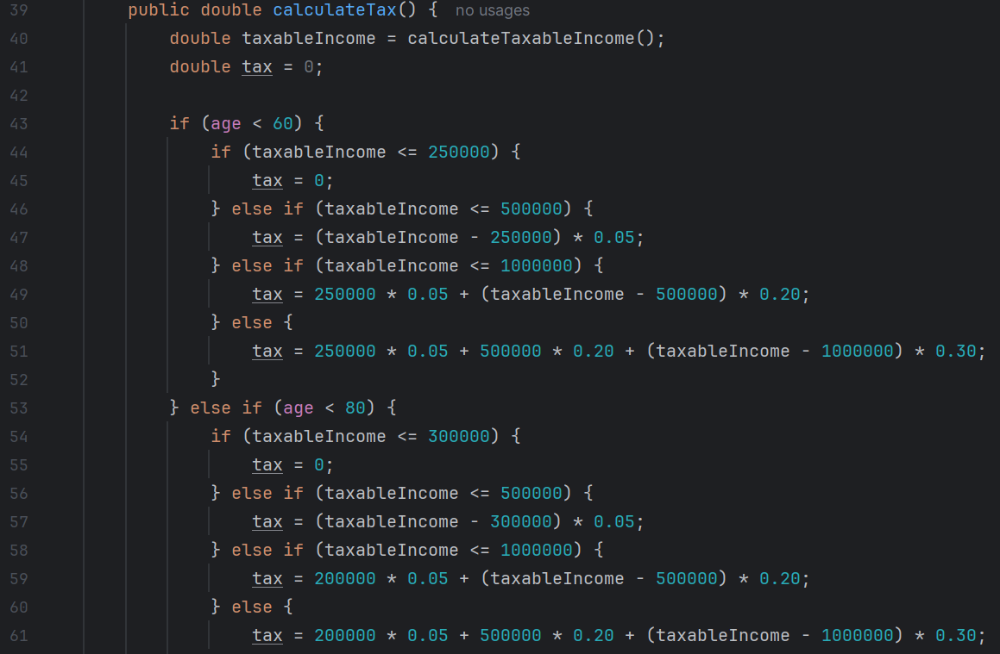 39 public double calculateTax() { no usages
40 double taxableIncome = calculateTaxableIncome();
41 double tax = 0;
42
43 if (age < 60) {
44 if (taxableIncome <= 250000) {
45 tax = 0;
46 } else if (taxableIncome <= 500000) {
47 tax = (taxableIncome - 250000) * 0.05;
48 } else if (taxableIncome <= 1000000) {
49 tax = 250000 * 0.05 + (taxableIncome - 500000) * 0.20;
50 } else {
51 tax = 250000 * 0.05 + 500000 * 0.20 + (taxableIncome - 1000000) * 0.30;
52 }
53 } else if (age < 80) {
54 if (taxableIncome <= 300000) {
55 tax = 0;
56 } else if (taxableIncome <= 500000) {
57 tax = (taxableIncome - 300000) * 0.05;
58 } else if (taxableIncome <= 1000000) {
59 tax = 200000 * 0.05 + (taxableIncome - 500000) * 0.20;
60 } else {
61 tax = 200000 * 0.05 + 500000 * 0.20 + (taxableIncome - 1000000) * 0.30;